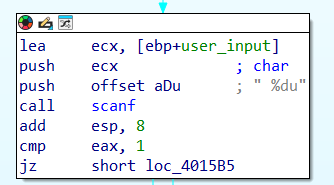 lea ecx, [ebp+user_input]
push ecx ; char
push offset aDu ; " %du"
call scanf
add esp, 8
cmp eax, 1
jz short loc_4015B5